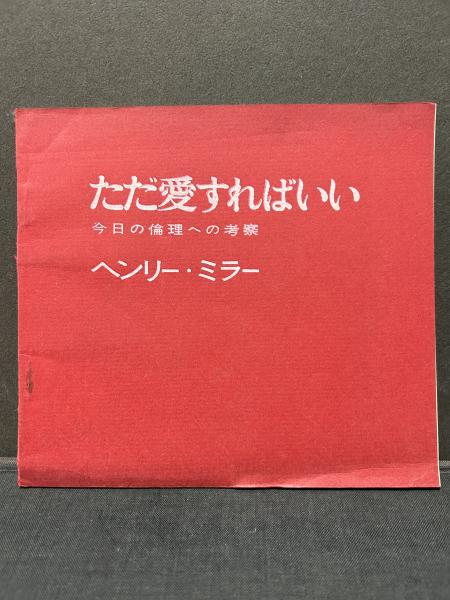 ただ愛すればいい
今日の倫理への考察
ヘンリー・ミラー